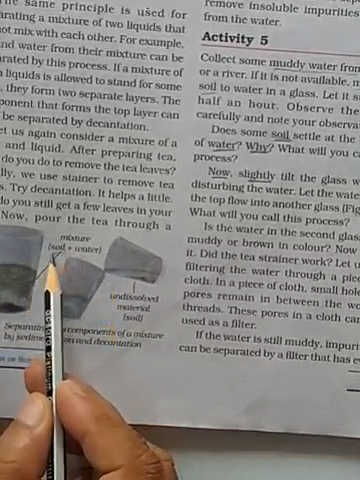 he same principle is used for
arating a mixture of two liquids that
not mix with each other. For example,
nd water from their mixture can be
rated by this process. If a mixture of
liquids is allowed to stand for some
, they form two separate layers. The
ponent that forms the top layer can
be separated by decantation.
et us again consider a mixture of a
and liquid. After preparing tea,
do you do to remove the tea leaves?
lly, we use strainer to remove tea
s. Try decantation. It helps a little.
do you still get a few leaves in your
Now, pour the tea through a
mixture
(soil + water)
undissolved
material
(soil)
Separating components of a mixture
by sedim on and decantation
remove insoluble impurities
from the water.
Activity 5
Collect some muddy water from
or a river. If it is not available, m
soil to water in a glass. Let it s
half an hour. Observe the
carefully and note your observa
Does some soil settle at the
of water? Why? What will you c
process?
Now, slightly tilt the glass w
disturbing the water. Let the wate
the top flow into another glass (Fi
What will you call this process?
Is the water in the second glass
muddy or brown in colour? Now
it. Did the tea strainer work? Let u
filtering the water through a piec
cloth. In a piece of cloth, small hole
pores remain in between the wo
threads. These pores in a cloth can
used as a filter.
If the water is still muddy, impurit
can be separated by a filter that has ev